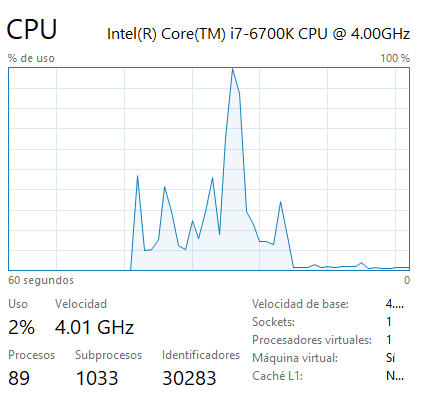 CPU Intel(R) Core(TM) i7-6700K CPU @ 4.00GHz
% de uso 100 %
60 segundos 0
Uso Velocidad
2% 4.01 GHz
Procesos Subprocesos Identificadores
89 1033 30283
Velocidad de base: 4....
Sockets: 1
Procesadores virtuales: 1
Máquina virtual: Sí
Caché L1: N...